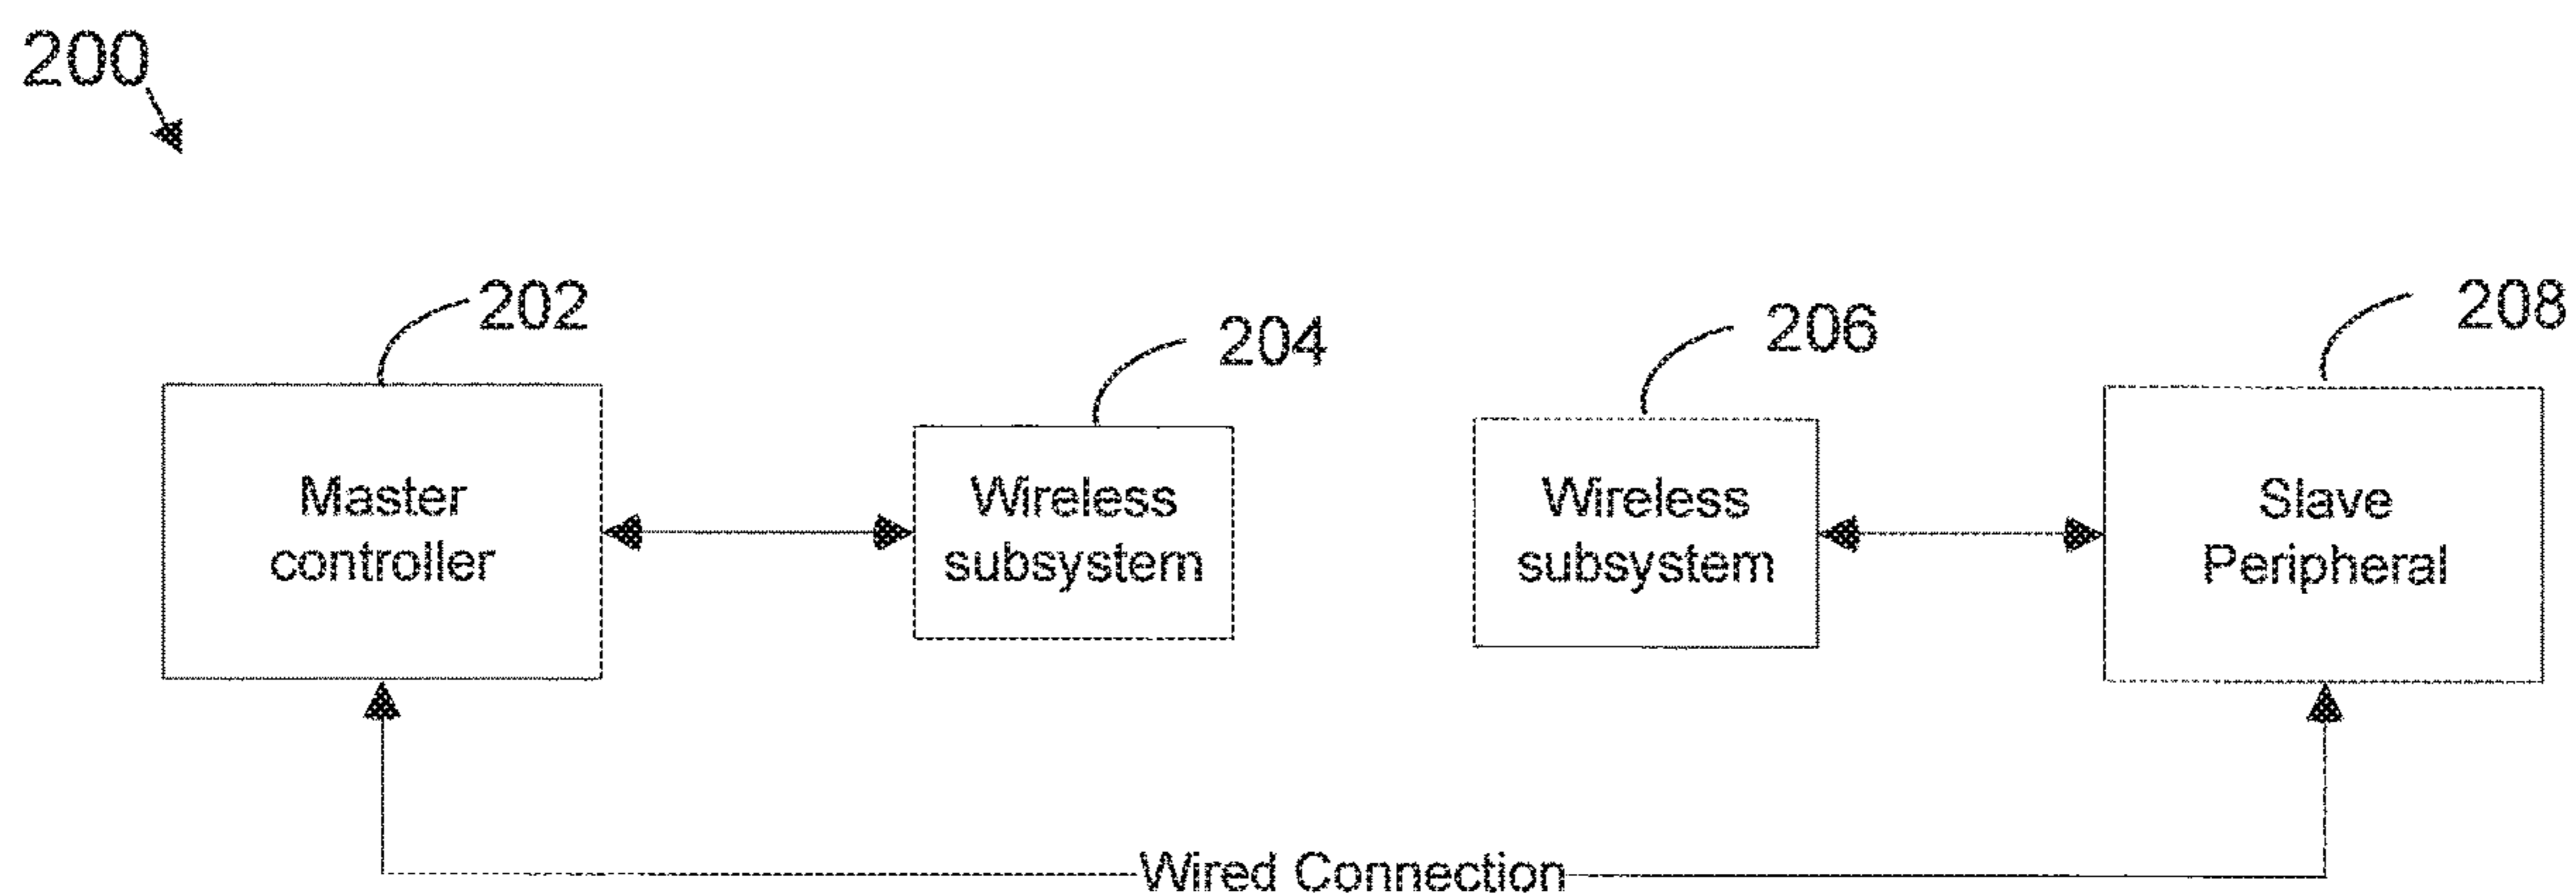 200
202
204
206
208
Master
controller
Wireless
subsystem
Wireless
subsystem
Slave
Peripheral
Wired Connection